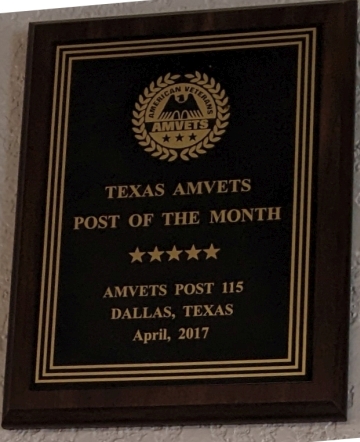 AMERICAN VETERANS
AMVETS
TEXAS AMVETS
POST OF THE MONTH
AMVETS POST 115
DALLAS, TEXAS
April, 2017